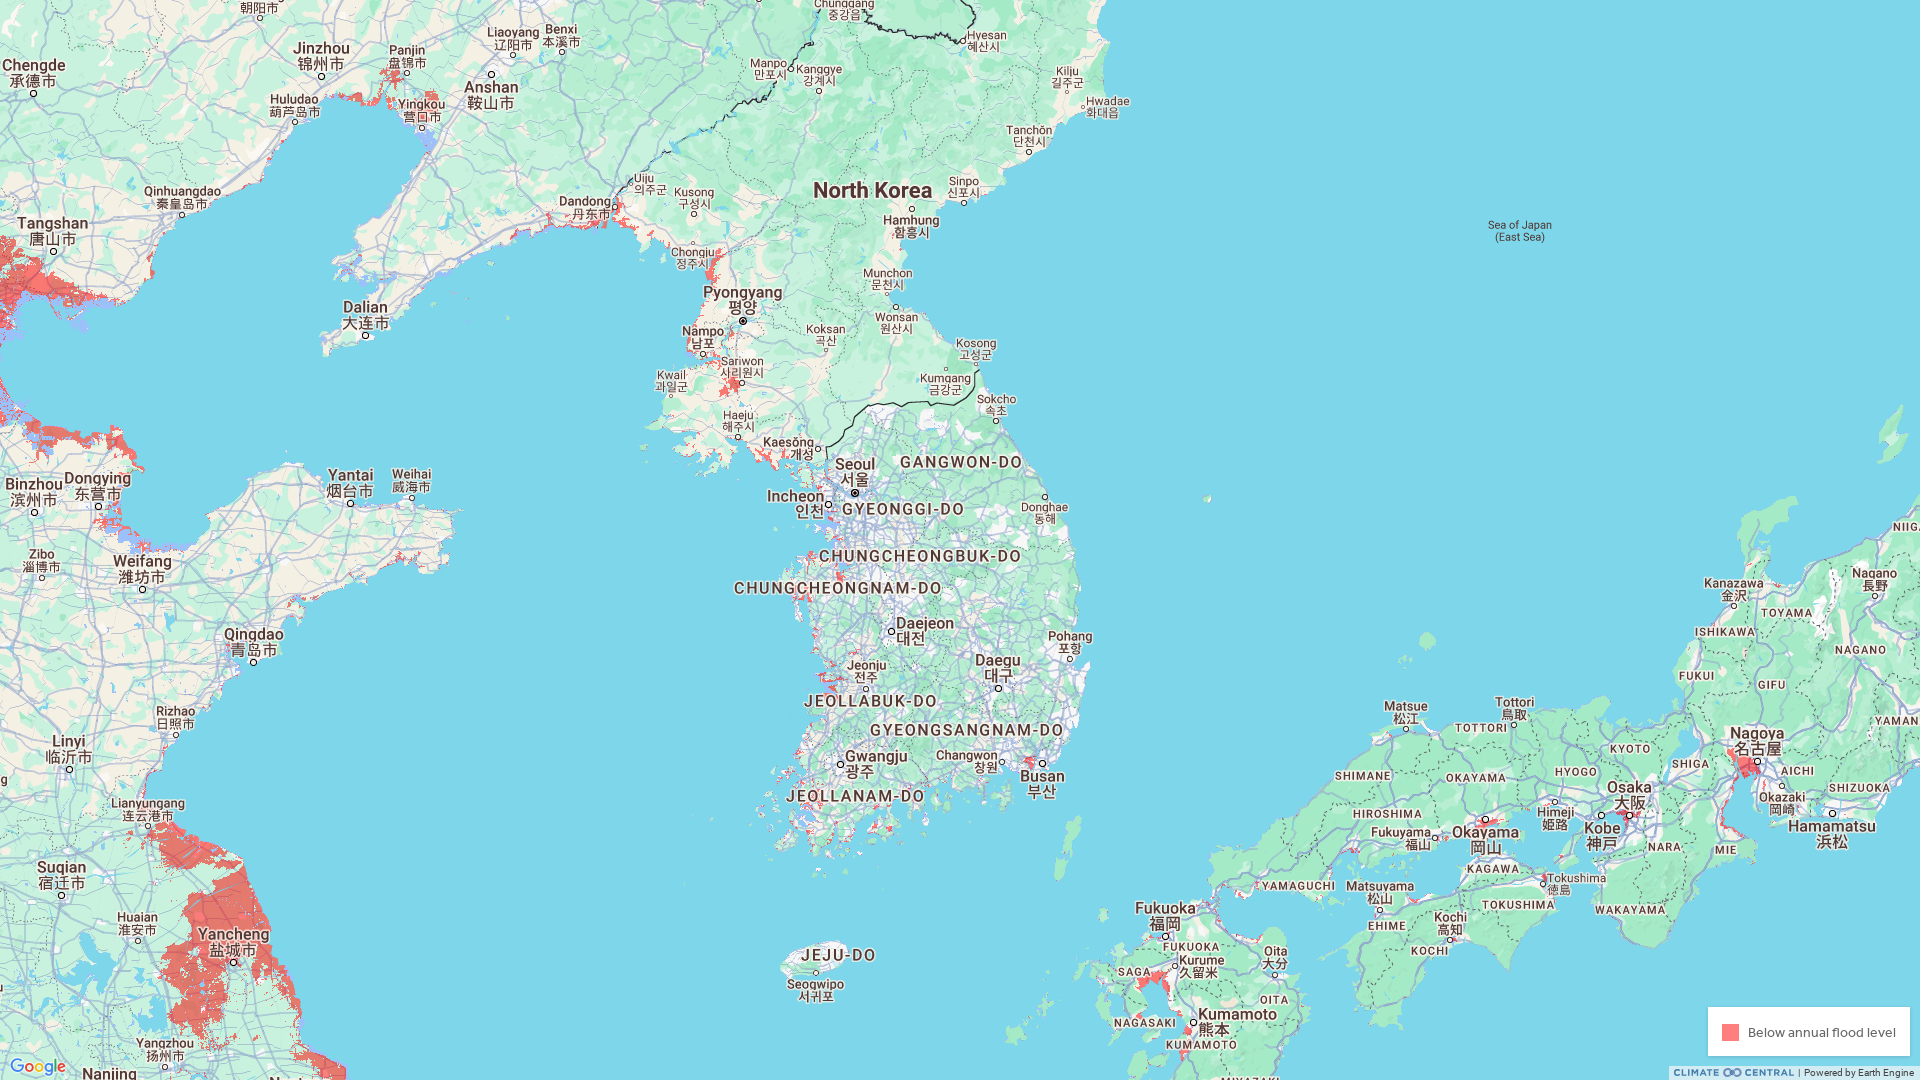 朝阳市
Chunggang
중강읍
Liaoyang
辽阳市
Benxi
本溪市
Hyesan
혜산시
Jinzhou
锦州市
Panjin
盘锦市
Chengde
承德市
Anshan
鞍山市
Manpo
만포시
Kanggye
강계시
Kilju
길주군
Huludao
葫芦岛市
Yingkou
营口市
Hwadae
화대읍
Tanchŏn
단천시
Qinhuangdao
秦皇岛市
Uiju
의주군
Kusong
구성시
North Korea
Sinpo
신포시
Dandong
丹东市
Tangshan
唐山市
Hamhung
함흥시
Sea of Japan
(East Sea)
Chongju
정주시
Munchon
문천시
Pyongyang
평양
Dalian
大连市
Nampo
남포
Koksan
곡산
Wonsan
원산시
Kosong
고성군
Sariwon
사리원시
Kwail
과일군
Kumgang
금강군
Sokcho
속초
Haeju
해주시
Kaesŏng
개성
Seoul
서울
GANGWON-DO
Binzhou
滨州市
Dongying
东营市
Yantai
烟台市
Weihai
威海市
Incheon
인천
GYEONGGI-DO
Donghae
동해
NIIG
Zibo
淄博市
Weifang
潍坊市
CHUNGCHEONGBUK-DO
CHUNGCHEONGNAM-DO
Kanazawa
金沢
Nagano
長野
TOYAMA
Qingdao
青岛市
Daejeon
대전
Pohang
포항
ISHIKAWA
NAGANO
Jeonju
전주
Daegu
대구
FUKUI
GIFU
JEOLLABUK-DO
Rizhao
日照市
Matsue
松江
Tottori
鳥取
TOTTORI
YAMAN
GYEONGSANGNAM-DO
Linyi
临沂市
Gwangju
광주
Changwon
창원
Nagoya
名古屋
KYOTO
SHIGA
AICHI
Busan
부산
SHIMANE
OKAYAMA
HYOGO
Osaka
大阪
SHIZUOKA
g
JEOLLANAM-DO
Okazaki
岡崎
Lianyungang
连云港市
HIROSHIMA
Himeji
姫路
Kobe
神戸
Hamamatsu
浜松
Fukuyama
福山
Okayama
岡山
NARA
MIE
Suqian
宿迁市
KAGAWA
YAMAGUCHI
Matsuyama
松山
Tokushima
徳島
TOKUSHIMA
WAKAYAMA
Huaian
淮安市
Fukuoka
福岡
EHIME
Kochi
高知
Yancheng
盐城市
FUKUOKA
KOCHI
JEJU-DO
Oita
大分
SAGA
Kurume
久留米
Seogwipo
서귀포
OITA
NAGASAKI
Kumamoto
熊本
Below annual flood level
Yangzhou
扬州市
KUMAMOTO
Google
Nanjing
CLIMATE CENTRAL | Powered by Earth Engine